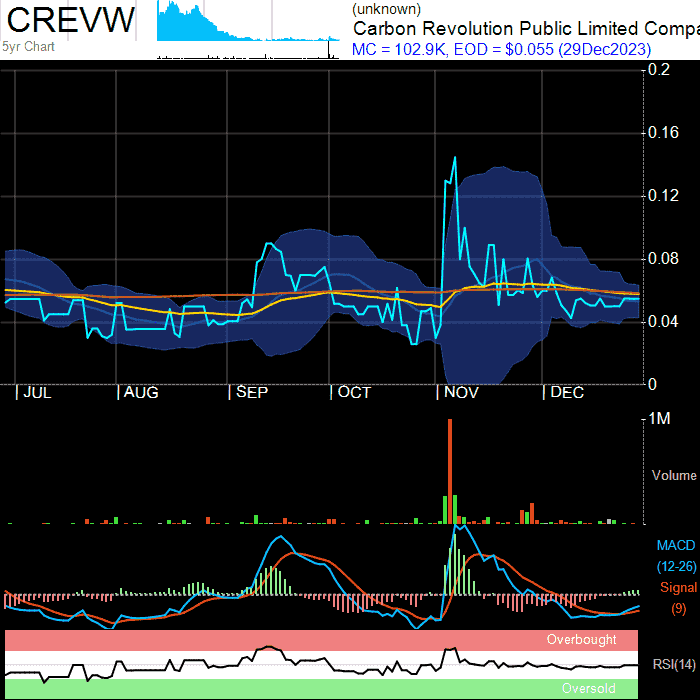 CREVW
5yr Chart
(unknown)
Carbon Revolution Public Limited Compa
MC = 102.9K, EOD = $0.055 (29Dec2023)
0.2
0.16
0.12
0.08
0.04
0
JUL AUG SEP OCT NOV DEC
1M
Volume
MACD
(12-26)
Signal
(9)
Overbought
RSI(14)
Oversold